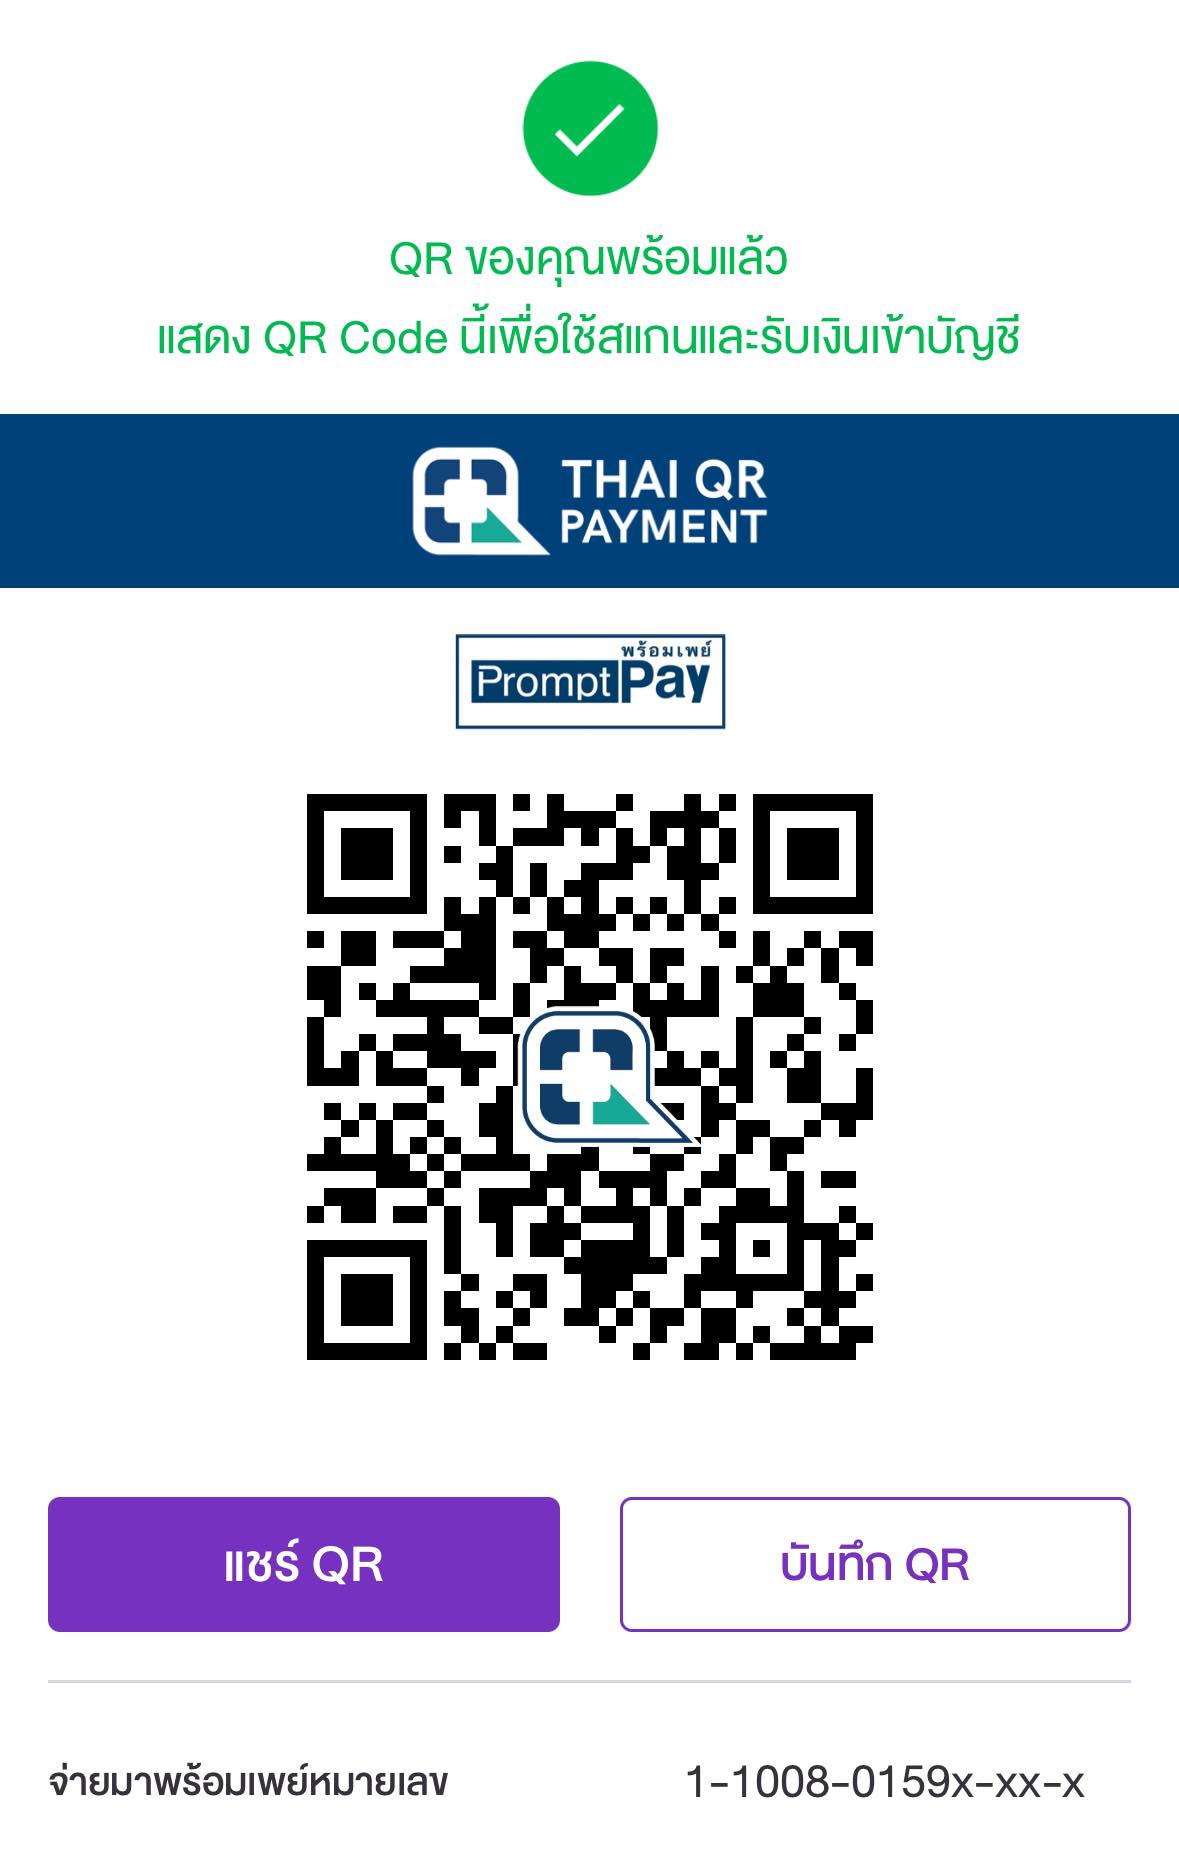 QR ของคุณพร้อมแล้ว
แสดง QR Code นี้เพื่อใช้สแกนและรับเงินเข้าบัญชี
THAI QR
PAYMENT
พร้อมเพย์
PromptPay
แชร์ QR
บันทึก QR
จ่ายมาพร้อมเพย์หมายเลข 1-1008-0159x-xx-x